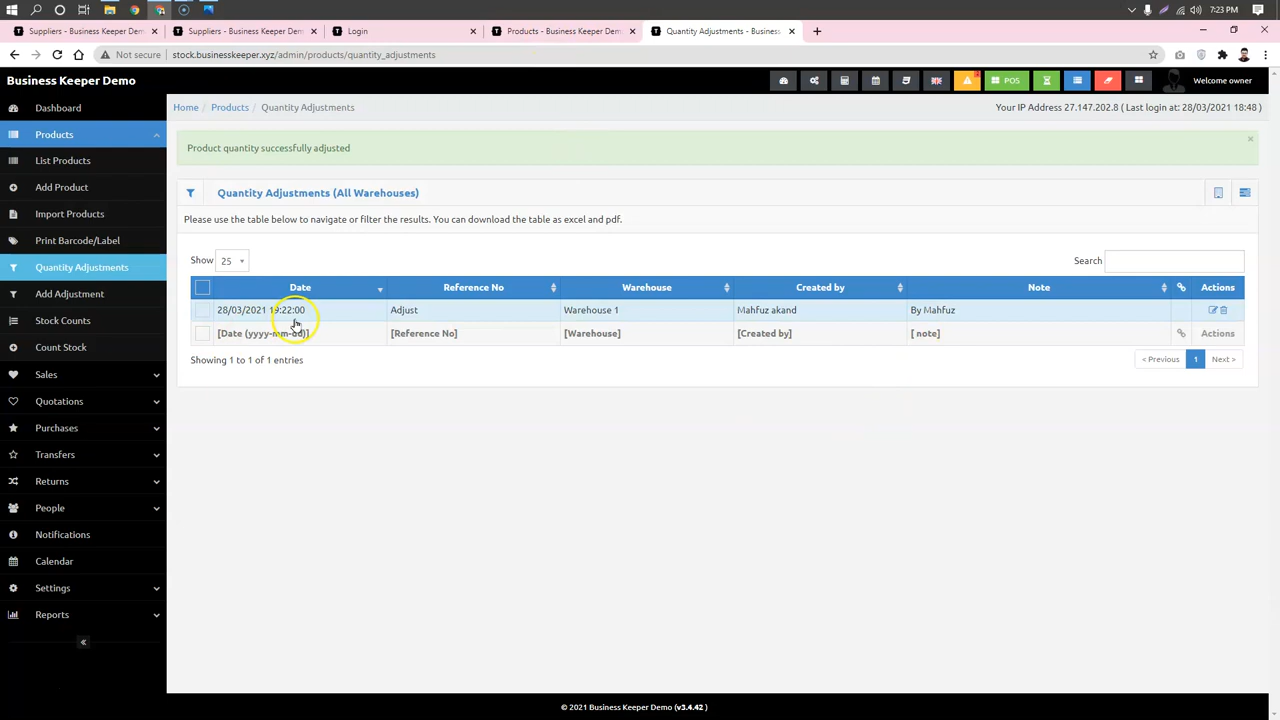 7:23 PM
Suppliers - Business Keeper Dem
Suppliers - Business Keeper Dem
Login
Products - Business Keeper Demo
Quantity Adjustments - Business
Not secure
stock.businesskeeper.xyz/admin/products/quantity_adjustments
Business Keeper Demo
POS
Welcome owner
Dashboard
Home / Products / Quantity Adjustments
Your IP Address 27.147.202.8 ( Last login at: 28/03/2021 18:48 )
Products
List Products
Add Product
Import Products
Print Barcode/Label
Quantity Adjustments
Add Adjustment
Stock Counts
Count Stock
Sales
Quotations
Purchases
Transfers
Returns
People
Notifications
Calendar
Settings
Reports
Product quantity successfully adjusted
×
Quantity Adjustments (All Warehouses)
Please use the table below to navigate or filter the results. You can download the table as excel and pdf.
Show 25
Search
Date Reference No Warehouse Created by Note Actions
28/03/2021 19:22:00 Adjust Warehouse 1 Mahfuz akand By Mahfuz
[Date (yyyy-mm-dd)] [Reference No] [Warehouse] [Created by] [ note] Actions
Showing 1 to 1 of 1 entries
< Previous 1 Next >
© 2021 Business Keeper Demo (v3.4.42 )